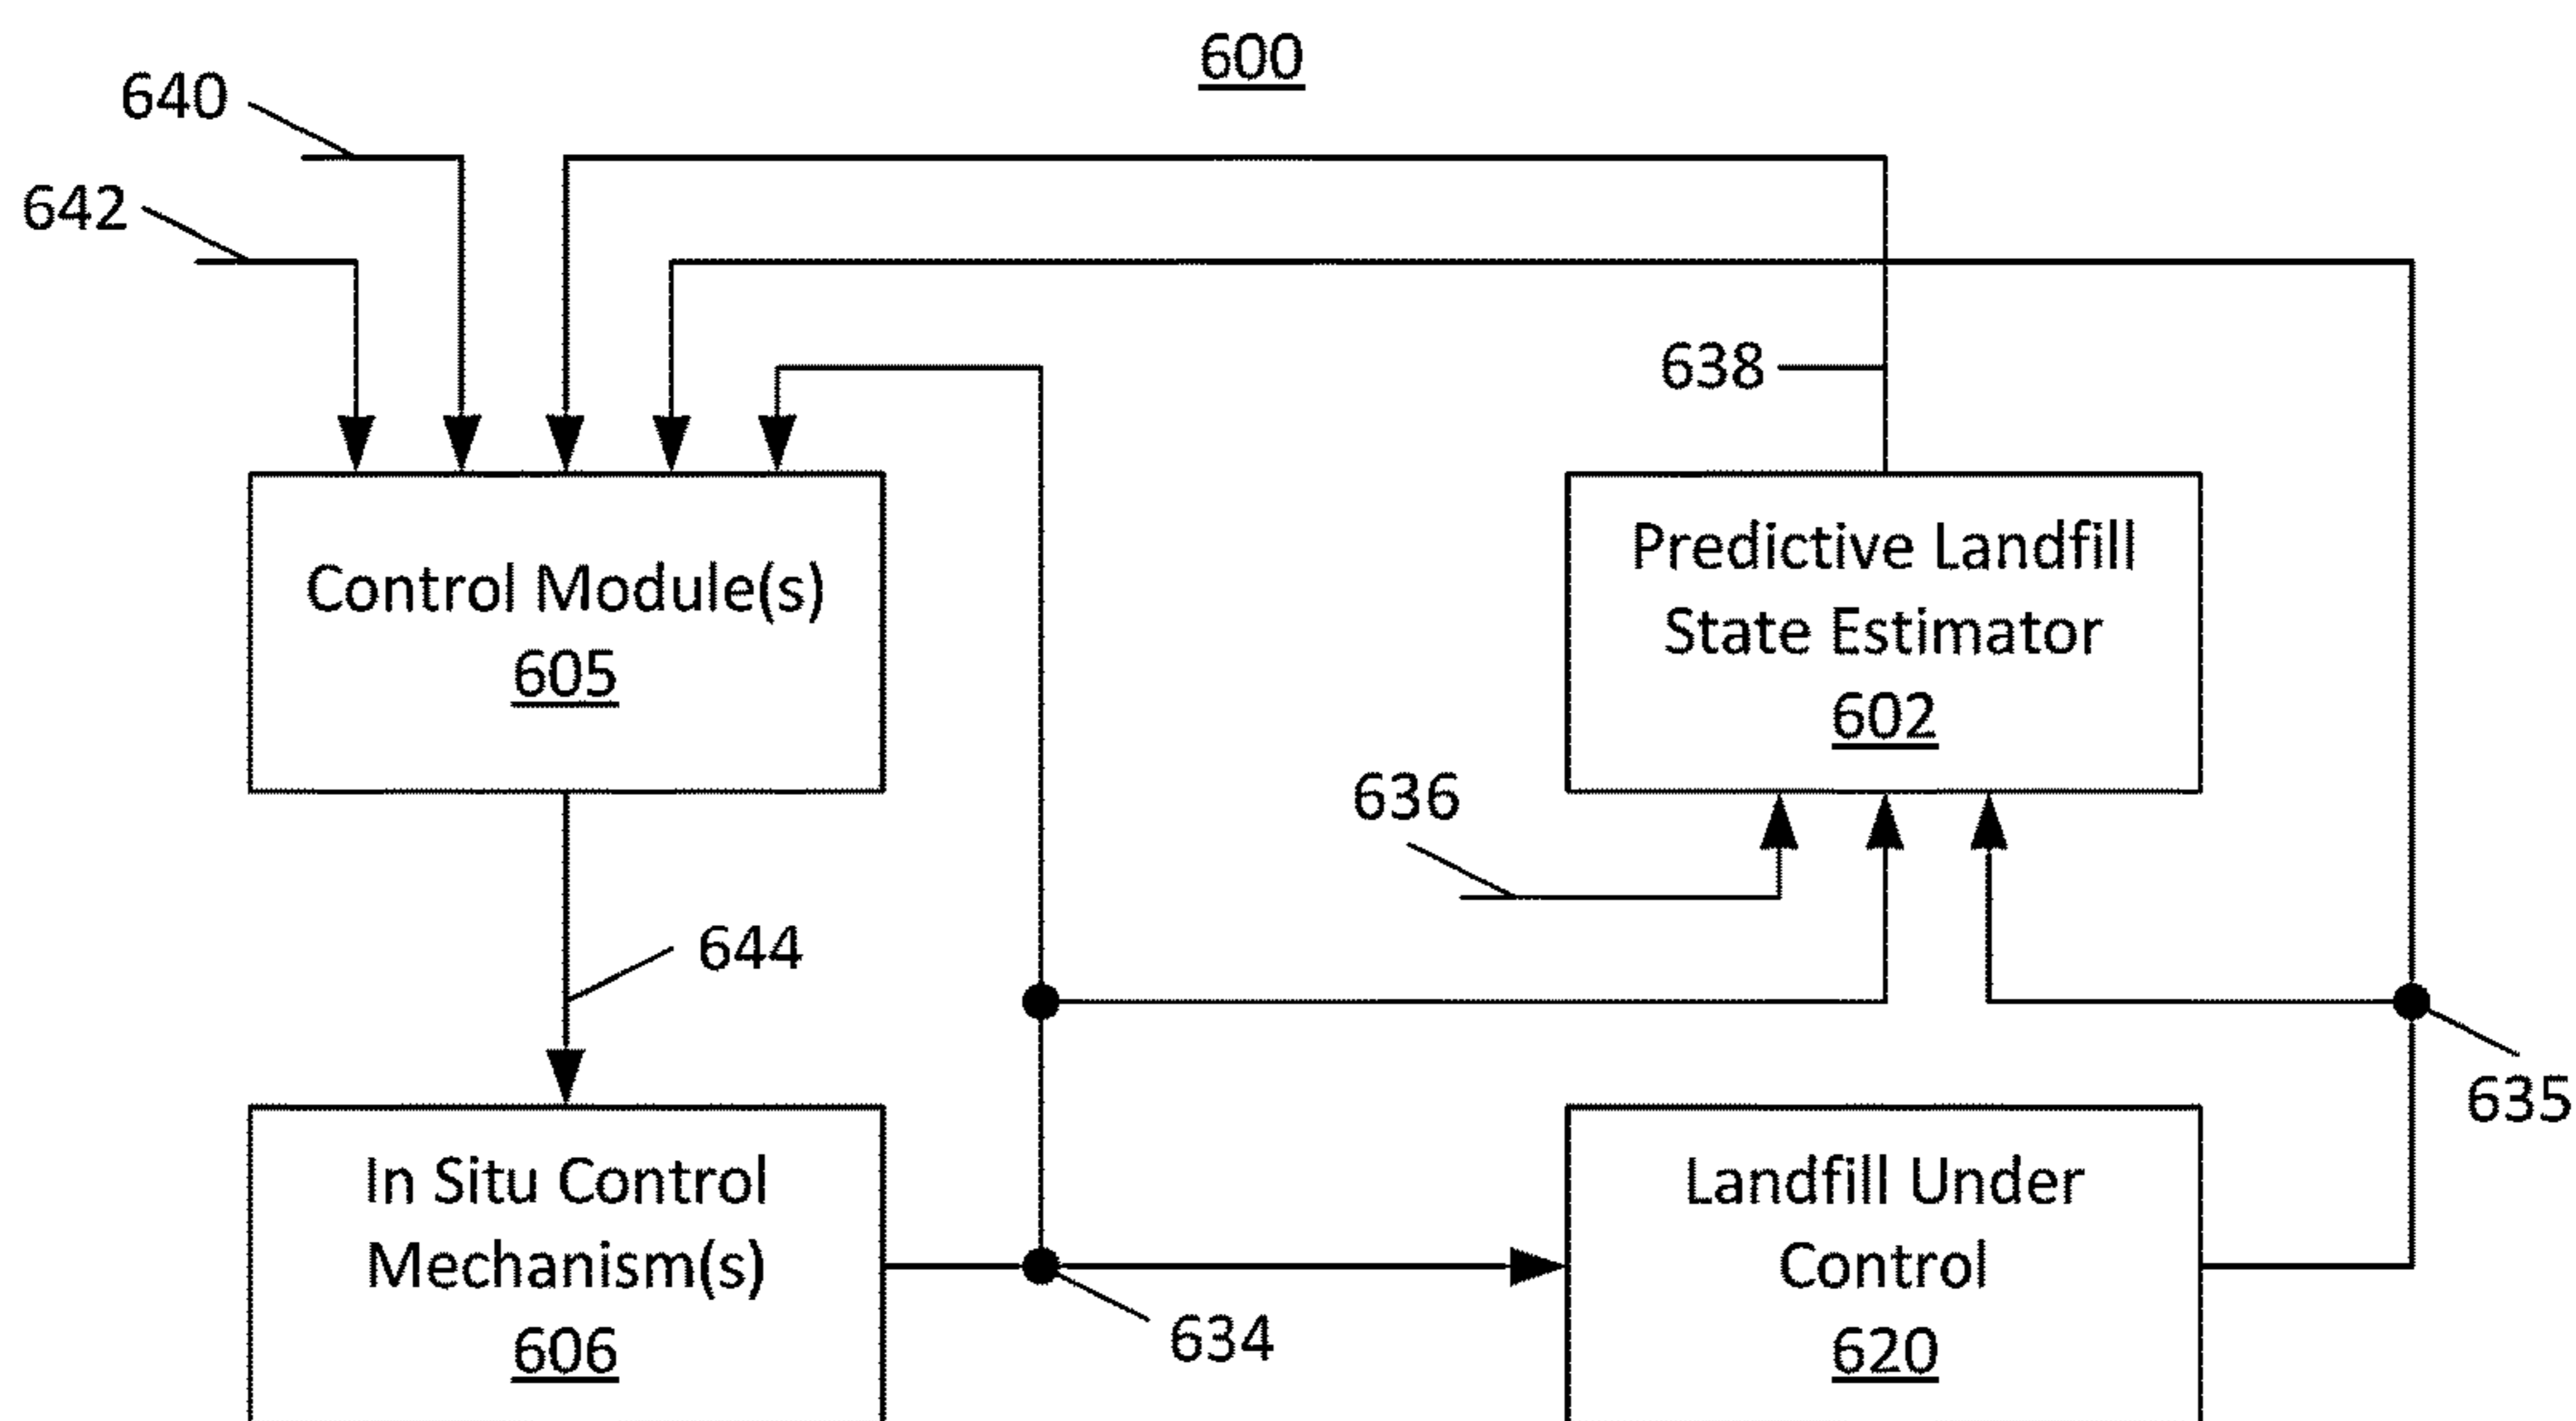 600
640
642
638
Control Module(s)
605
Predictive Landfill
State Estimator
602
636
644
635
In Situ Control
Mechanism(s)
606
634
Landfill Under
Control
620